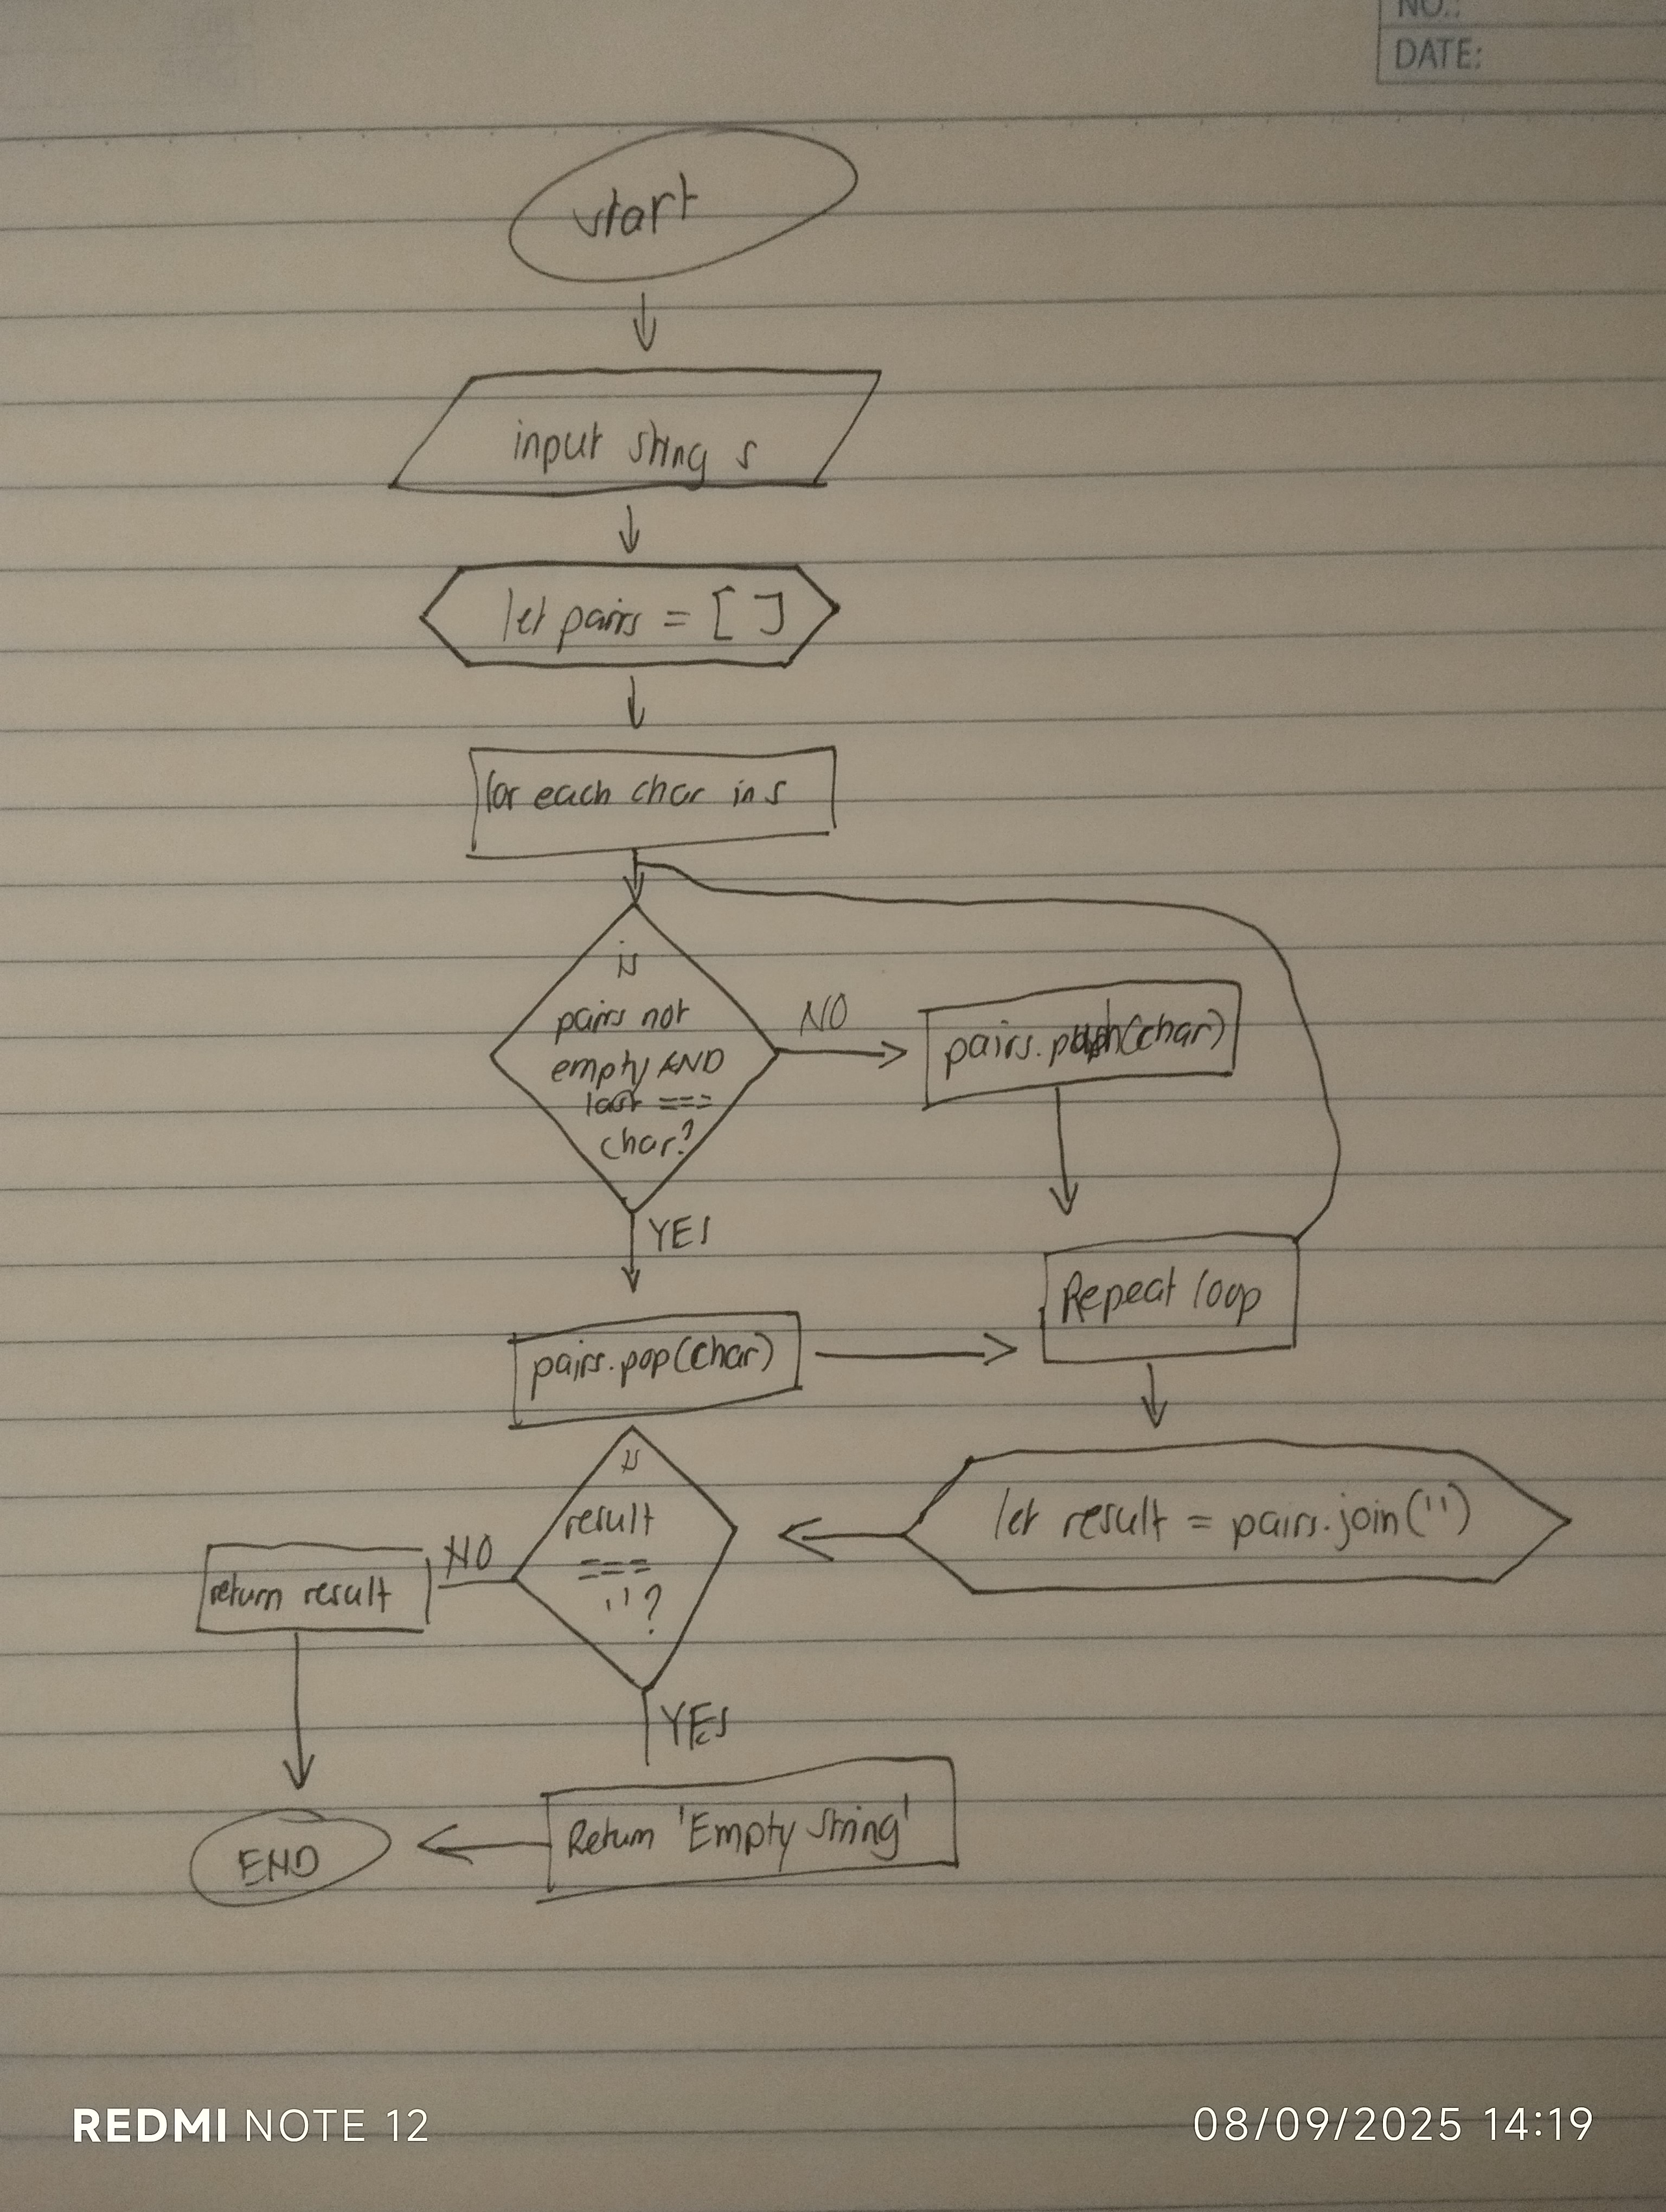 NO.:
DATE:
start
input string s
let pairs = [ ]
for each char in s
is
pairs not
empty AND
last ===
char?
NO
pairs.push(char)
YES
Repeat loop
pairs.pop(char)
let result = pairs.join('')
is
result
===
''?
NO
return result
YES
Return 'Empty String'
END
REDMI NOTE 12
08/09/2025 14:19